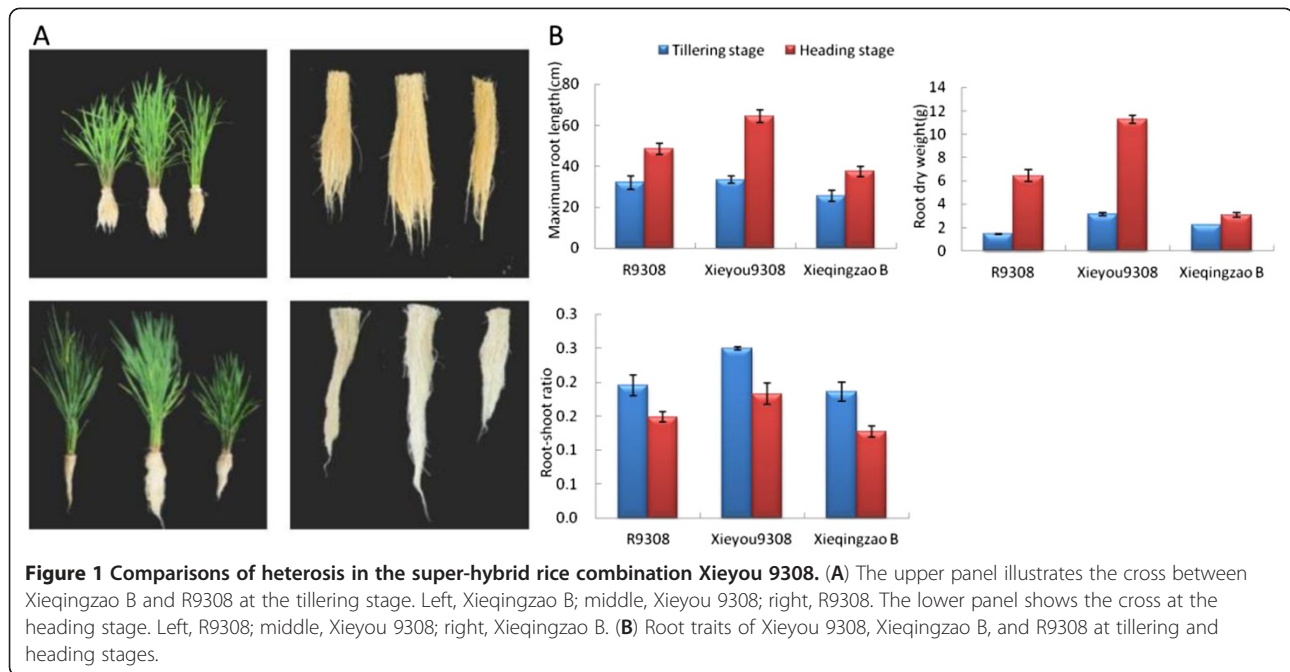 A
B
Tillering stage Heading stage
Maximum root length(cm)
80
60
40
20
0
R9308 Xieyou9308 Xieqingzao B
Root dry weight(g)
14
12
10
8
6
4
2
0
R9308 Xieyou9308 Xieqingzao B
Root-shoot ratio
0.3
0.3
0.2
0.2
0.1
0.1
0.0
R9308 Xieyou9308 Xieqingzao B
Figure 1 Comparisons of heterosis in the super-hybrid rice combination Xieyou 9308. (A) The upper panel illustrates the cross between
Xieqingzao B and R9308 at the tillering stage. Left, Xieqingzao B; middle, Xieyou 9308; right, R9308. The lower panel shows the cross at the
heading stage. Left, R9308; middle, Xieyou 9308; right, Xieqingzao B. (B) Root traits of Xieyou 9308, Xieqingzao B, and R9308 at tillering and
heading stages.